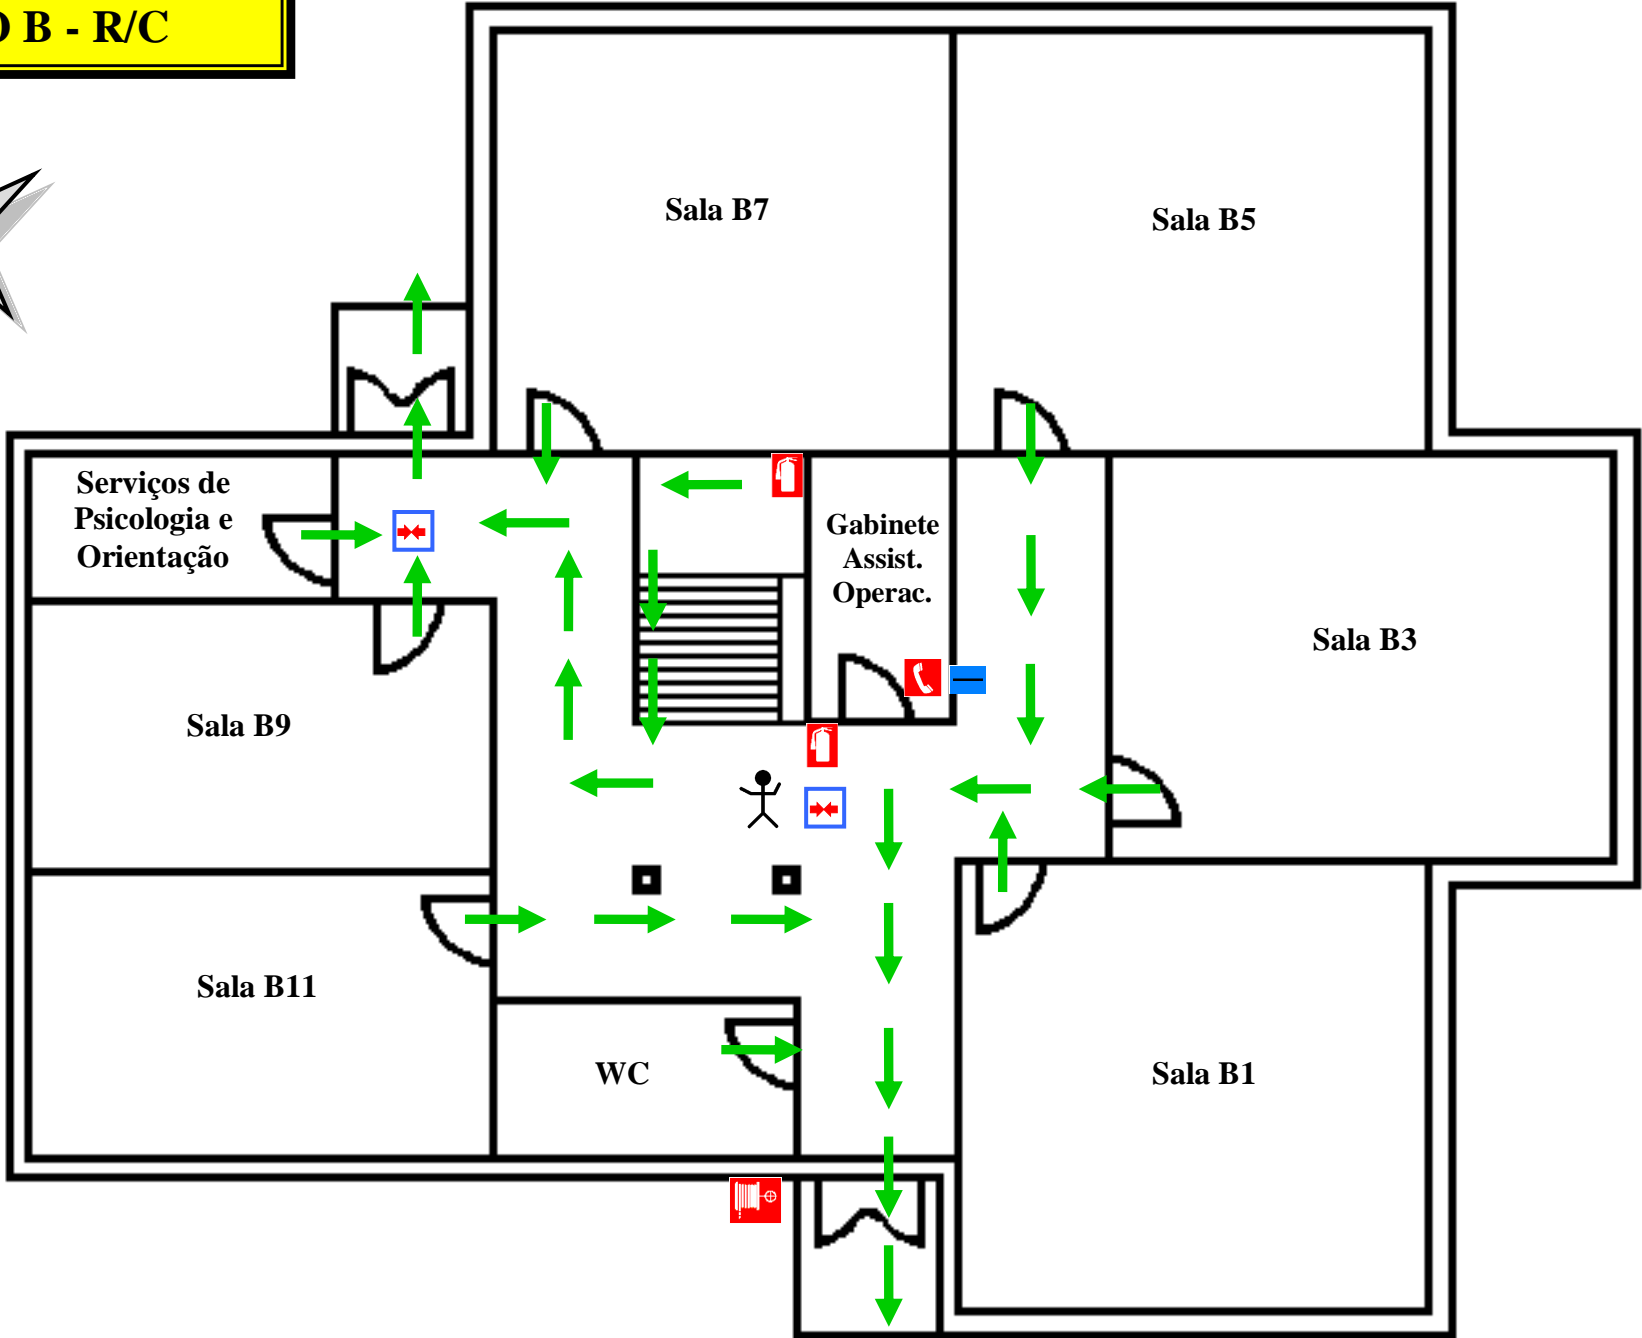 B - R/C
Sala B7
Sala B5
Serviços de
Psicologia e
Orientação
Gabinete
Assist.
Operac.
Sala B3
Sala B9
Sala B11
WC
Sala B1